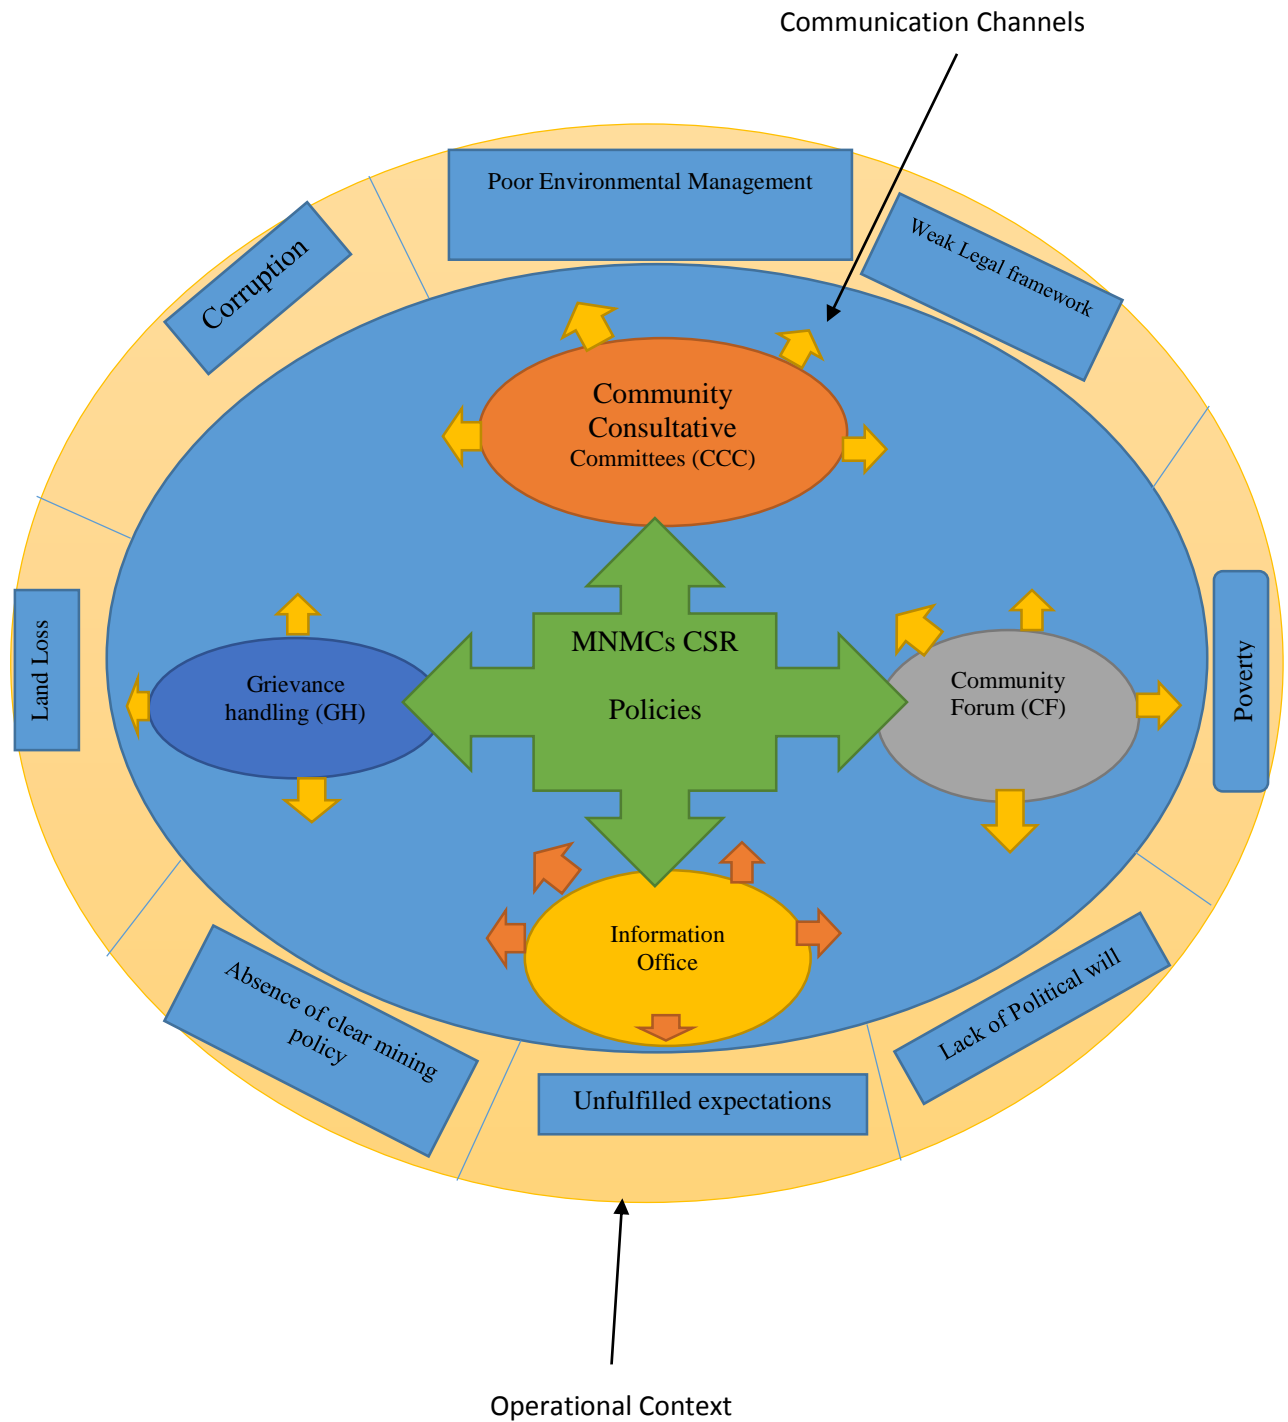 Communication Channels
Poor Environmental Management
Weak Legal framework
Corruption
Community
Consultative
Committees (CCC)
MNMCs CSR
Policies
Land Loss
Grievance
handling (GH)
Community
Forum (CF)
Poverty
Information
Office
Absence of clear mining
policy
Unfulfilled expectations
Lack of Political will
Operational Context